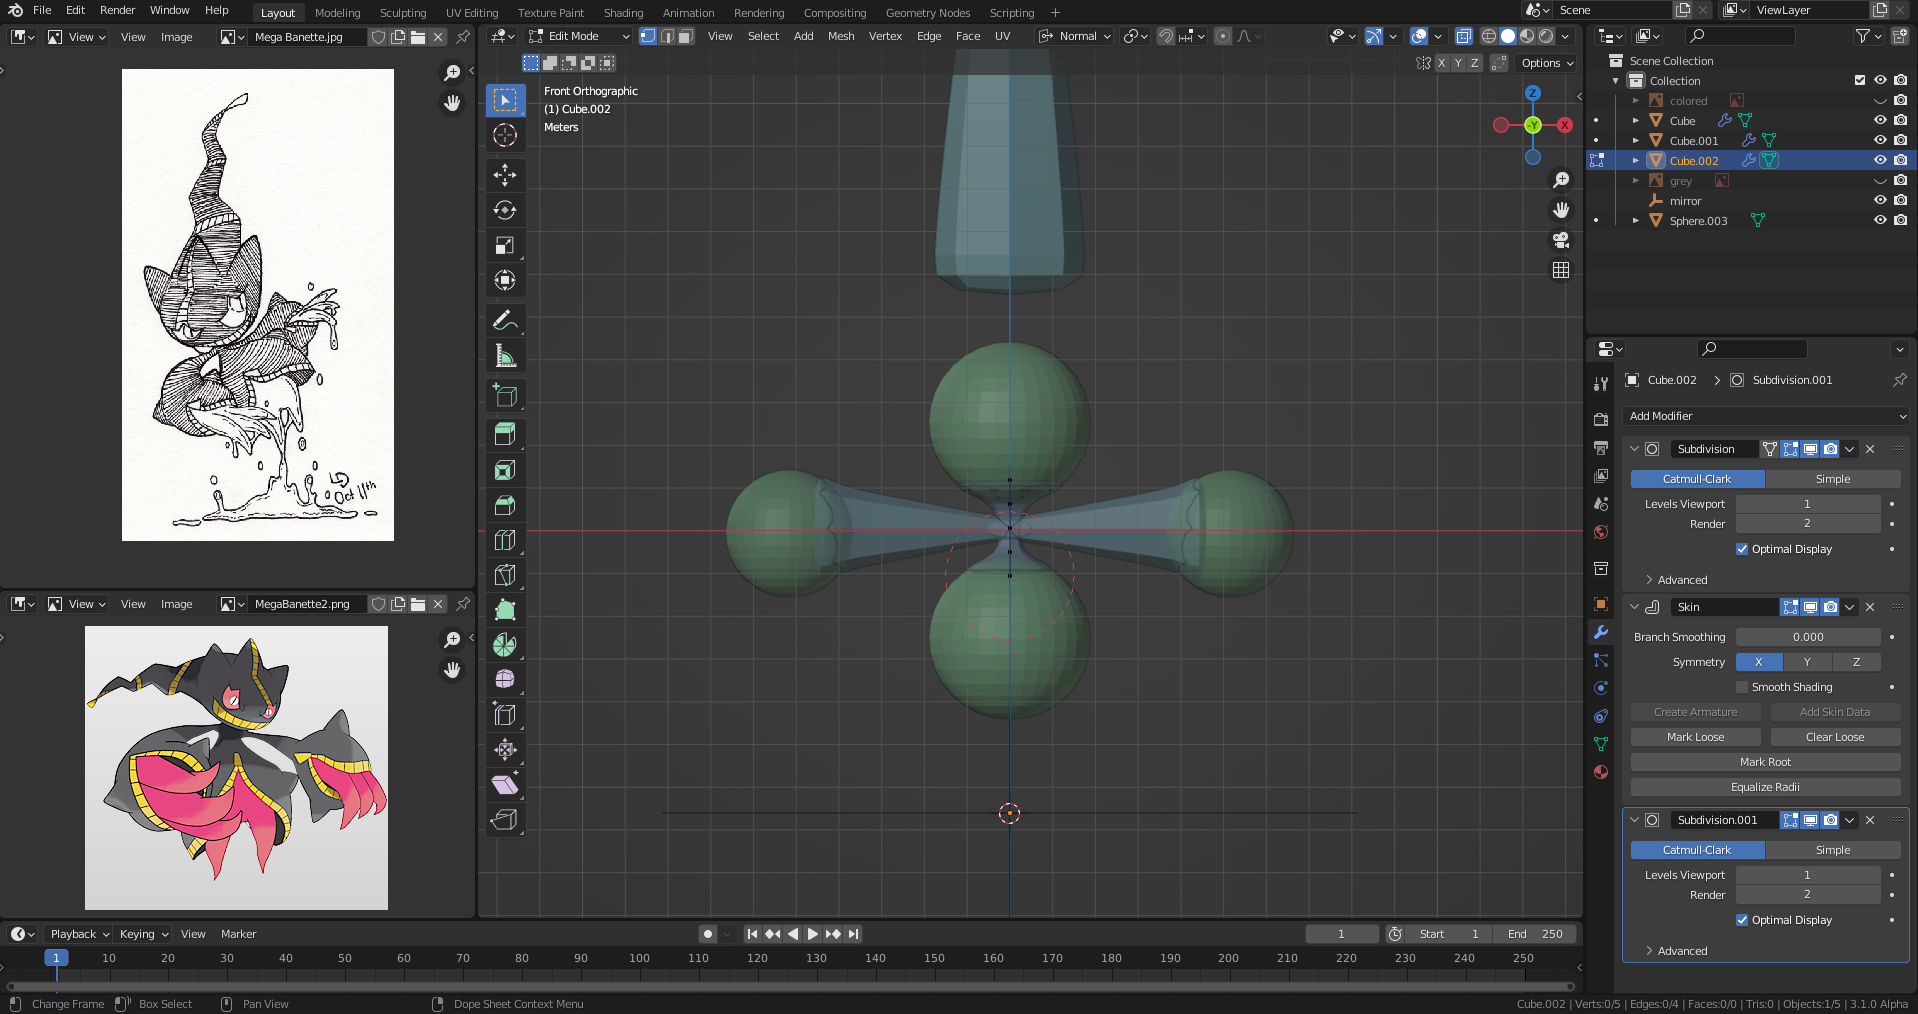 File Edit Render Window Help Layout Modeling Sculpting UV Editing Texture Paint Shading Animation Rendering Compositing Geometry Nodes Scripting + Scene ViewLayer
View View Image Mega Banette.jpg
Edit Mode View Select Add Mesh Vertex Edge Face UV Normal
X Y Z Options
Front Orthographic
(1) Cube.002
Meters
Z
-Y
X
LD
Oct 11th
View View Image MegaBanette2.png
Scene Collection
Collection
colored
Cube
Cube.001
Cube.002
grey
mirror
Sphere.003
Cube.002 Subdivision.001
Add Modifier
Subdivision
Catmull-Clark Simple
Levels Viewport 1
Render 2
Optimal Display
Advanced
Skin
Branch Smoothing 0.000
Symmetry X Y Z
Smooth Shading
Create Armature Add Skin Data
Mark Loose Clear Loose
Mark Root
Equalize Radii
Subdivision.001
Catmull-Clark Simple
Levels Viewport 1
Render 2
Optimal Display
Advanced
Playback Keying View Marker 1 Start 1 End 250
1 10 20 30 40 50 60 70 80 90 100 110 120 130 140 150 160 170 180 190 200 210 220 230 240 250
Change Frame Box Select Pan View Dope Sheet Context Menu Cube.002 | Verts:0/5 | Edges:0/4 | Faces:0/0 | Tris:0 | Objects:1/5 | 3.1.0 Alpha